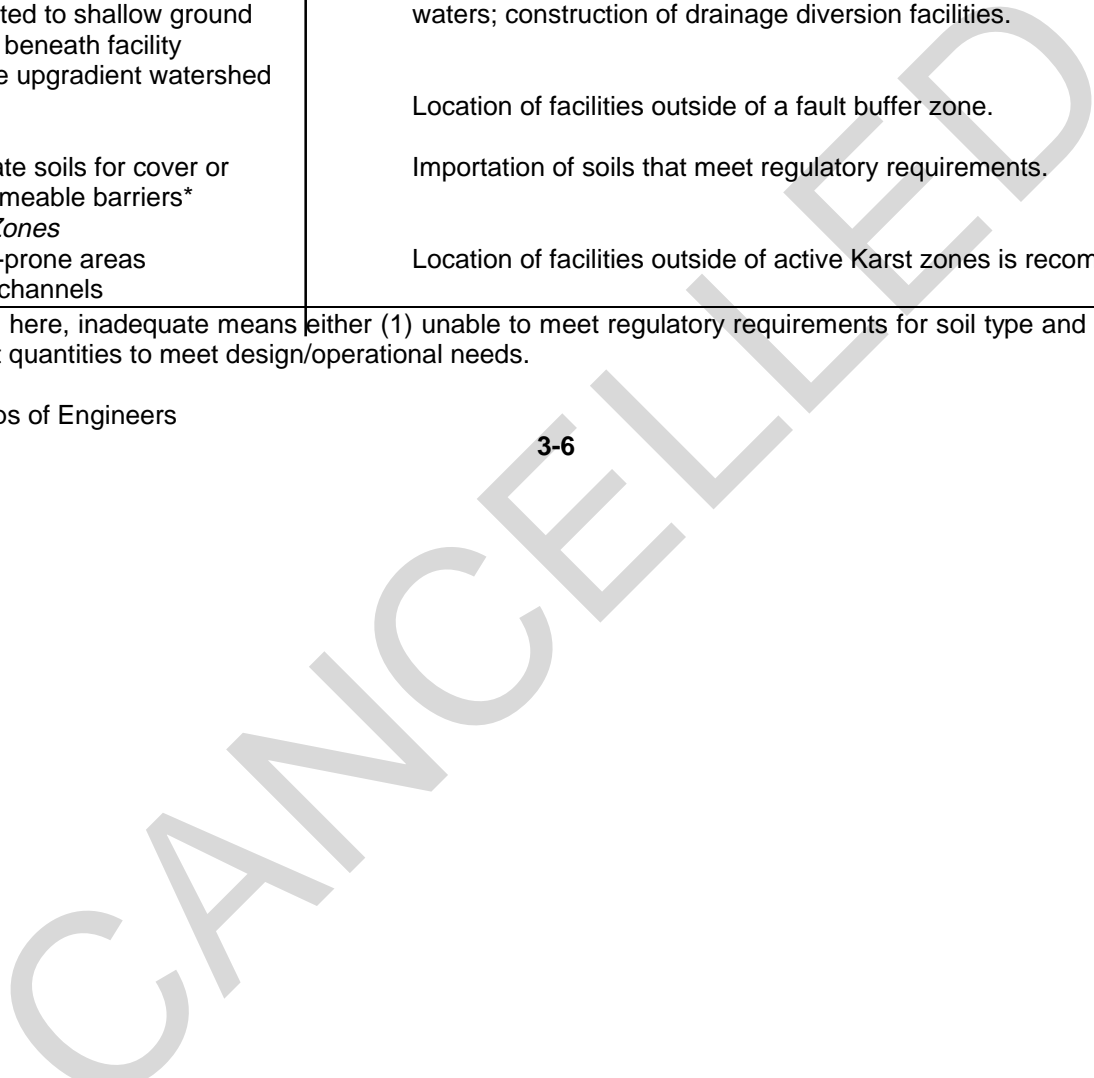 ted to shallow ground
beneath facility
e upgradient watershed
waters; construction of drainage diversion facilities.
Location of facilities outside of a fault buffer zone.
ate soils for cover or
meable barriers*
Importation of soils that meet regulatory requirements.
Zones
-prone areas
channels
Location of facilities outside of active Karst zones is recom
here, inadequate means either (1) unable to meet regulatory requirements for soil type and
t quantities to meet design/operational needs.
os of Engineers
3-6
CANCELLED